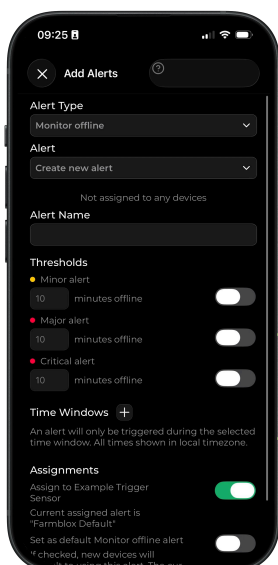 09:25
Add Alerts
?
Alert Type
Monitor offline
Alert
Create new alert
Not assigned to any devices
Alert Name
Thresholds
Minor alert
10 minutes offline
Major alert
10 minutes offline
Critical alert
10 minutes offline
Time Windows +
An alert will only be triggered during the selected
time window. All times shown in local timezone.
Assignments
Assign to Example Trigger
Sensor
Current assigned alert is
"Farmblox Default"
Set as default Monitor offline alert
If checked, new devices will